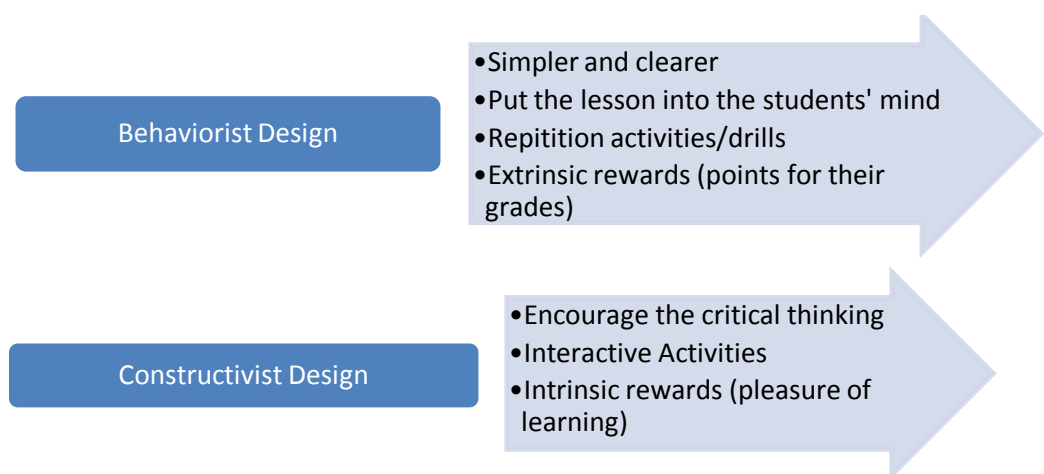 Behaviorist Design
•Simpler and clearer
•Put the lesson into the students' mind
•Repitition activities/drills
•Extrinsic rewards (points for their
grades)
Constructivist Design
•Encourage the critical thinking
•Interactive Activities
•Intrinsic rewards (pleasure of
learning)